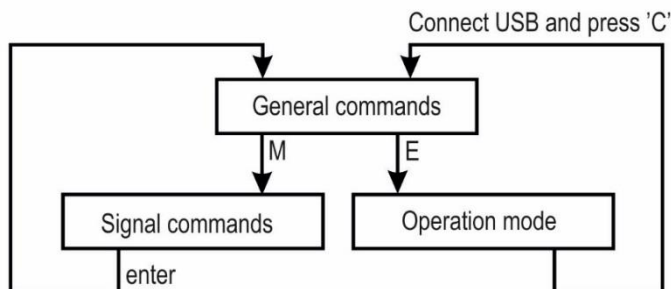 Connect USB and press ’C’
General commands
M
E
Signal commands
Operation mode
enter